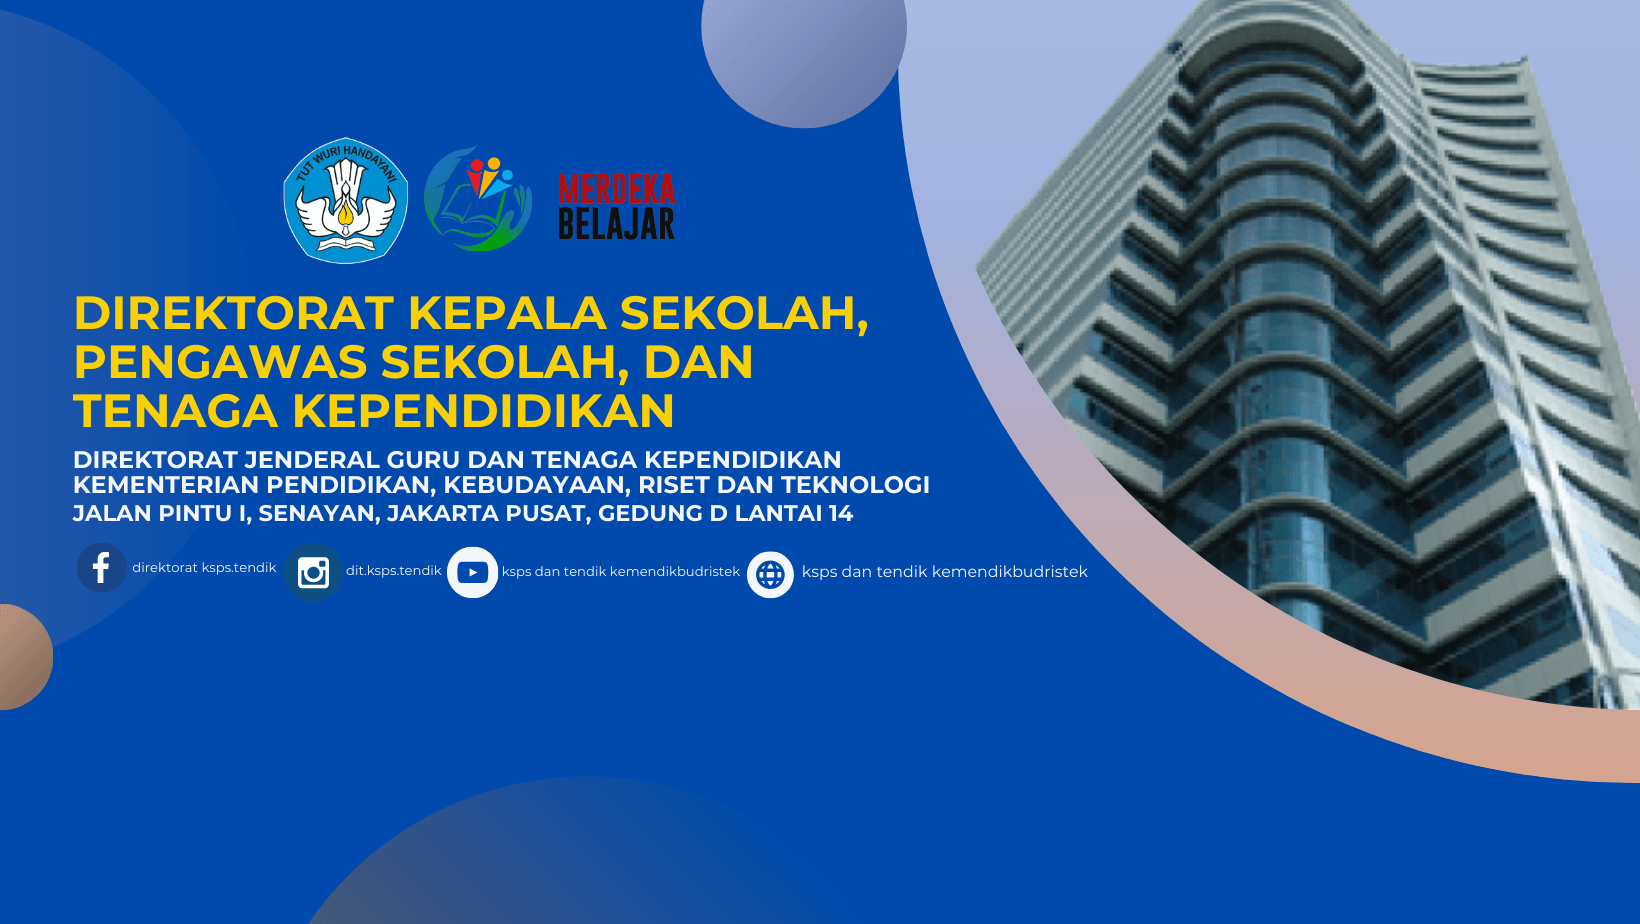 TUT WURI HANDAYANI
MERDEKA
BELAJAR
DIREKTORAT KEPALA SEKOLAH,
PENGAWAS SEKOLAH, DAN
TENAGA KEPENDIDIKAN
DIREKTORAT JENDERAL GURU DAN TENAGA KEPENDIDIKAN
KEMENTERIAN PENDIDIKAN, KEBUDAYAAN, RISET DAN TEKNOLOGI
JALAN PINTU I, SENAYAN, JAKARTA PUSAT, GEDUNG D LANTAI 14
direktorat ksps.tendik dit.ksps.tendik ksps dan tendik kemendikbudristek ksps dan tendik kemendikbudristek